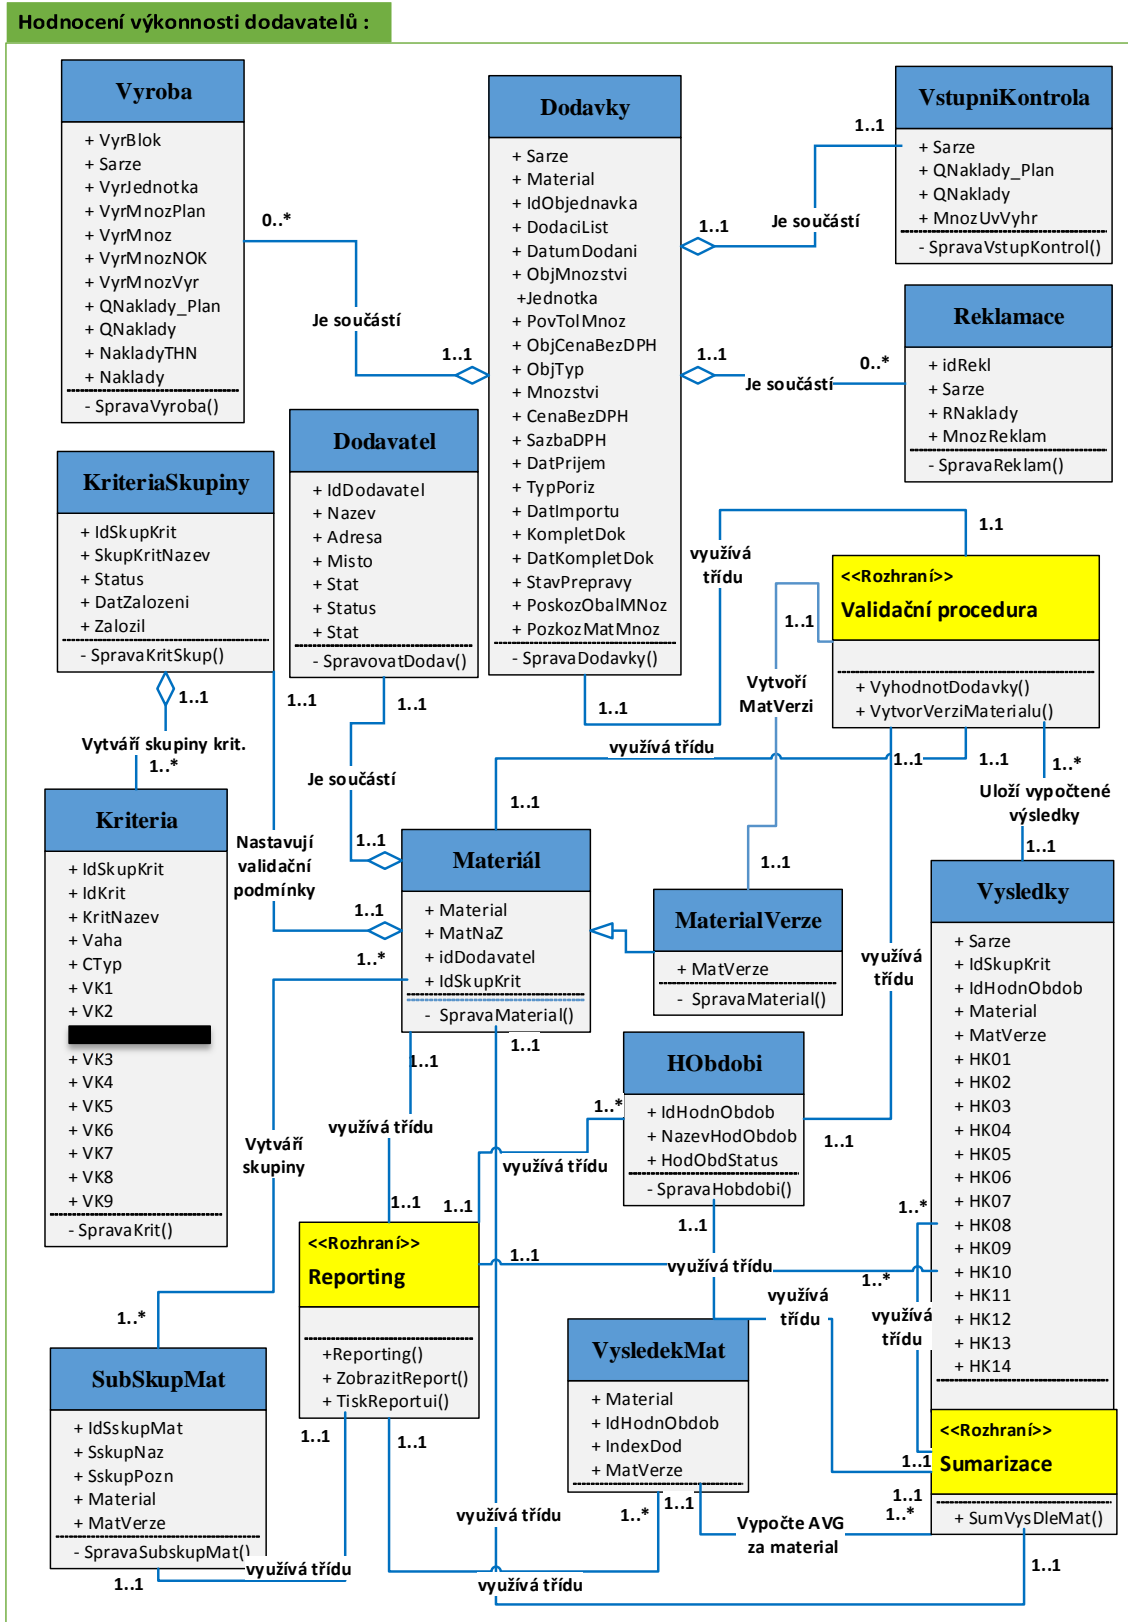 Hodnocení výkonnosti dodavatelů :
Vyroba
+ VyrBlok
+ Sarze
+ VyrJednotka
+ VyrMnozPlan
+ VyrMnoz
+ VyrMnozNOK
+ VyrMnozVyr
+ QNaklady_Plan
+ QNaklady
+ NakladyTHN
+ Naklady
- SpravaVyroba()
0..*
Je součástí
1..1
Dodavky
+ Sarze
+ Material
+ IdObjednavka
+ DodaciList
+ DatumDodani
+ ObjMnozstvi
+Jednotka
+ PovTolMnoz
+ ObjCenaBezDPH
+ ObjTyp
+ Mnozstvi
+ CenaBezDPH
+ SazbaDPH
+ DatPrijem
+ TypPoriz
+ DatImportu
+ KompletDok
+ DatKompletDok
+ StavPrepravy
+ PoskozObalMNoz
+ PozkozMatMnoz
- SpravaDodavky()
1..1
1..1
Je součástí
VstupniKontrola
+ Sarze
+ QNaklady_Plan
+ QNaklady
+ MnozUvVyhr
- SpravaVstupKontrol()
1..1
0..*
Je součástí
Reklamace
+ idRekl
+ Sarze
+ RNaklady
+ MnozReklam
- SpravaReklam()
Dodavatel
+ IdDodavatel
+ Nazev
+ Adresa
+ Misto
+ Stat
+ Status
+ Stat
- SpravovatDodav()
1..1
Je součástí
1..1
KriteriaSkupiny
+ IdSkupKrit
+ SkupKritNazev
+ Status
+ DatZalozeni
+ Zalozil
- SpravaKritSkup()
1..1
1..1
Vytváří skupiny krit.
1..*
Nastavují
validační
podmínky
1..1
Kriteria
+ IdSkupKrit
+ IdKrit
+ KritNazev
+ Vaha
+ CTyp
+ VK1
+ VK2
+ VK3
+ VK4
+ VK5
+ VK6
+ VK7
+ VK8
+ VK9
- SpravaKrit()
využívá
třídu
1.1
1..1
<<Rozhraní>>
Validační procedura
+ VyhodnotDodavky()
+ VytvorVerziMaterialu()
1..1
Vytvoří
MatVerzi
1..1
využívá třídu
1..1
1..1
1..1
1..*
Uloží vypočtené
výsledky
1..1
Materiál
+ Material
+ MatNaZ
+ idDodavatel
+ IdSkupKrit
- SpravaMaterial()
1..*
1..1
1..1
MaterialVerze
+ MatVerze
- SpravaMaterial()
využívá
třídu
Vysledky
+ Sarze
+ IdSkupKrit
+ IdHodnObdob
+ Material
+ MatVerze
+ HK01
+ HK02
+ HK03
+ HK04
+ HK05
+ HK06
+ HK07
+ HK08
+ HK09
+ HK10
+ HK11
+ HK12
+ HK13
+ HK14
HObdobi
+ IdHodnObdob
+ NazevHodObdob
+ HodObdStatus
- SpravaHobdobi()
1..*
1..1
1..1
využívá třídu
Vytváří
skupiny
využívá třídu
1..1
1..1
<<Rozhraní>>
Reporting
+Reporting()
+ ZobrazitReport()
+ TiskReportui()
1..1
využívá třídu
1..*
1..*
využívá
třídu
využívá
třídu
1..*
SubSkupMat
+ IdSskupMat
+ SskupNaz
+ SskupPozn
+ Material
+ MatVerze
- SpravaSubskupMat()
1..1
1..1
využívá třídu
1..1
VysledekMat
+ Material
+ IdHodnObdob
+ IndexDod
+ MatVerze
1..*
1..1
využívá třídu
využívá třídu
Vypočte AVG
za material
<<Rozhraní>>
Sumarizace
+ SumVysDleMat()
1..1
1..1
1..*
1..1